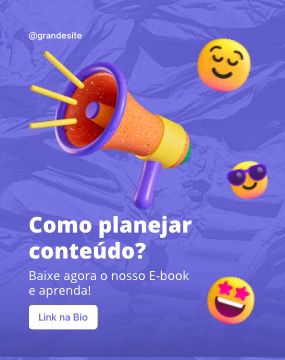 @grandesite
Como planejar
conteúdo?
Baixe agora o nosso E-book
e aprenda!
Link na Bio